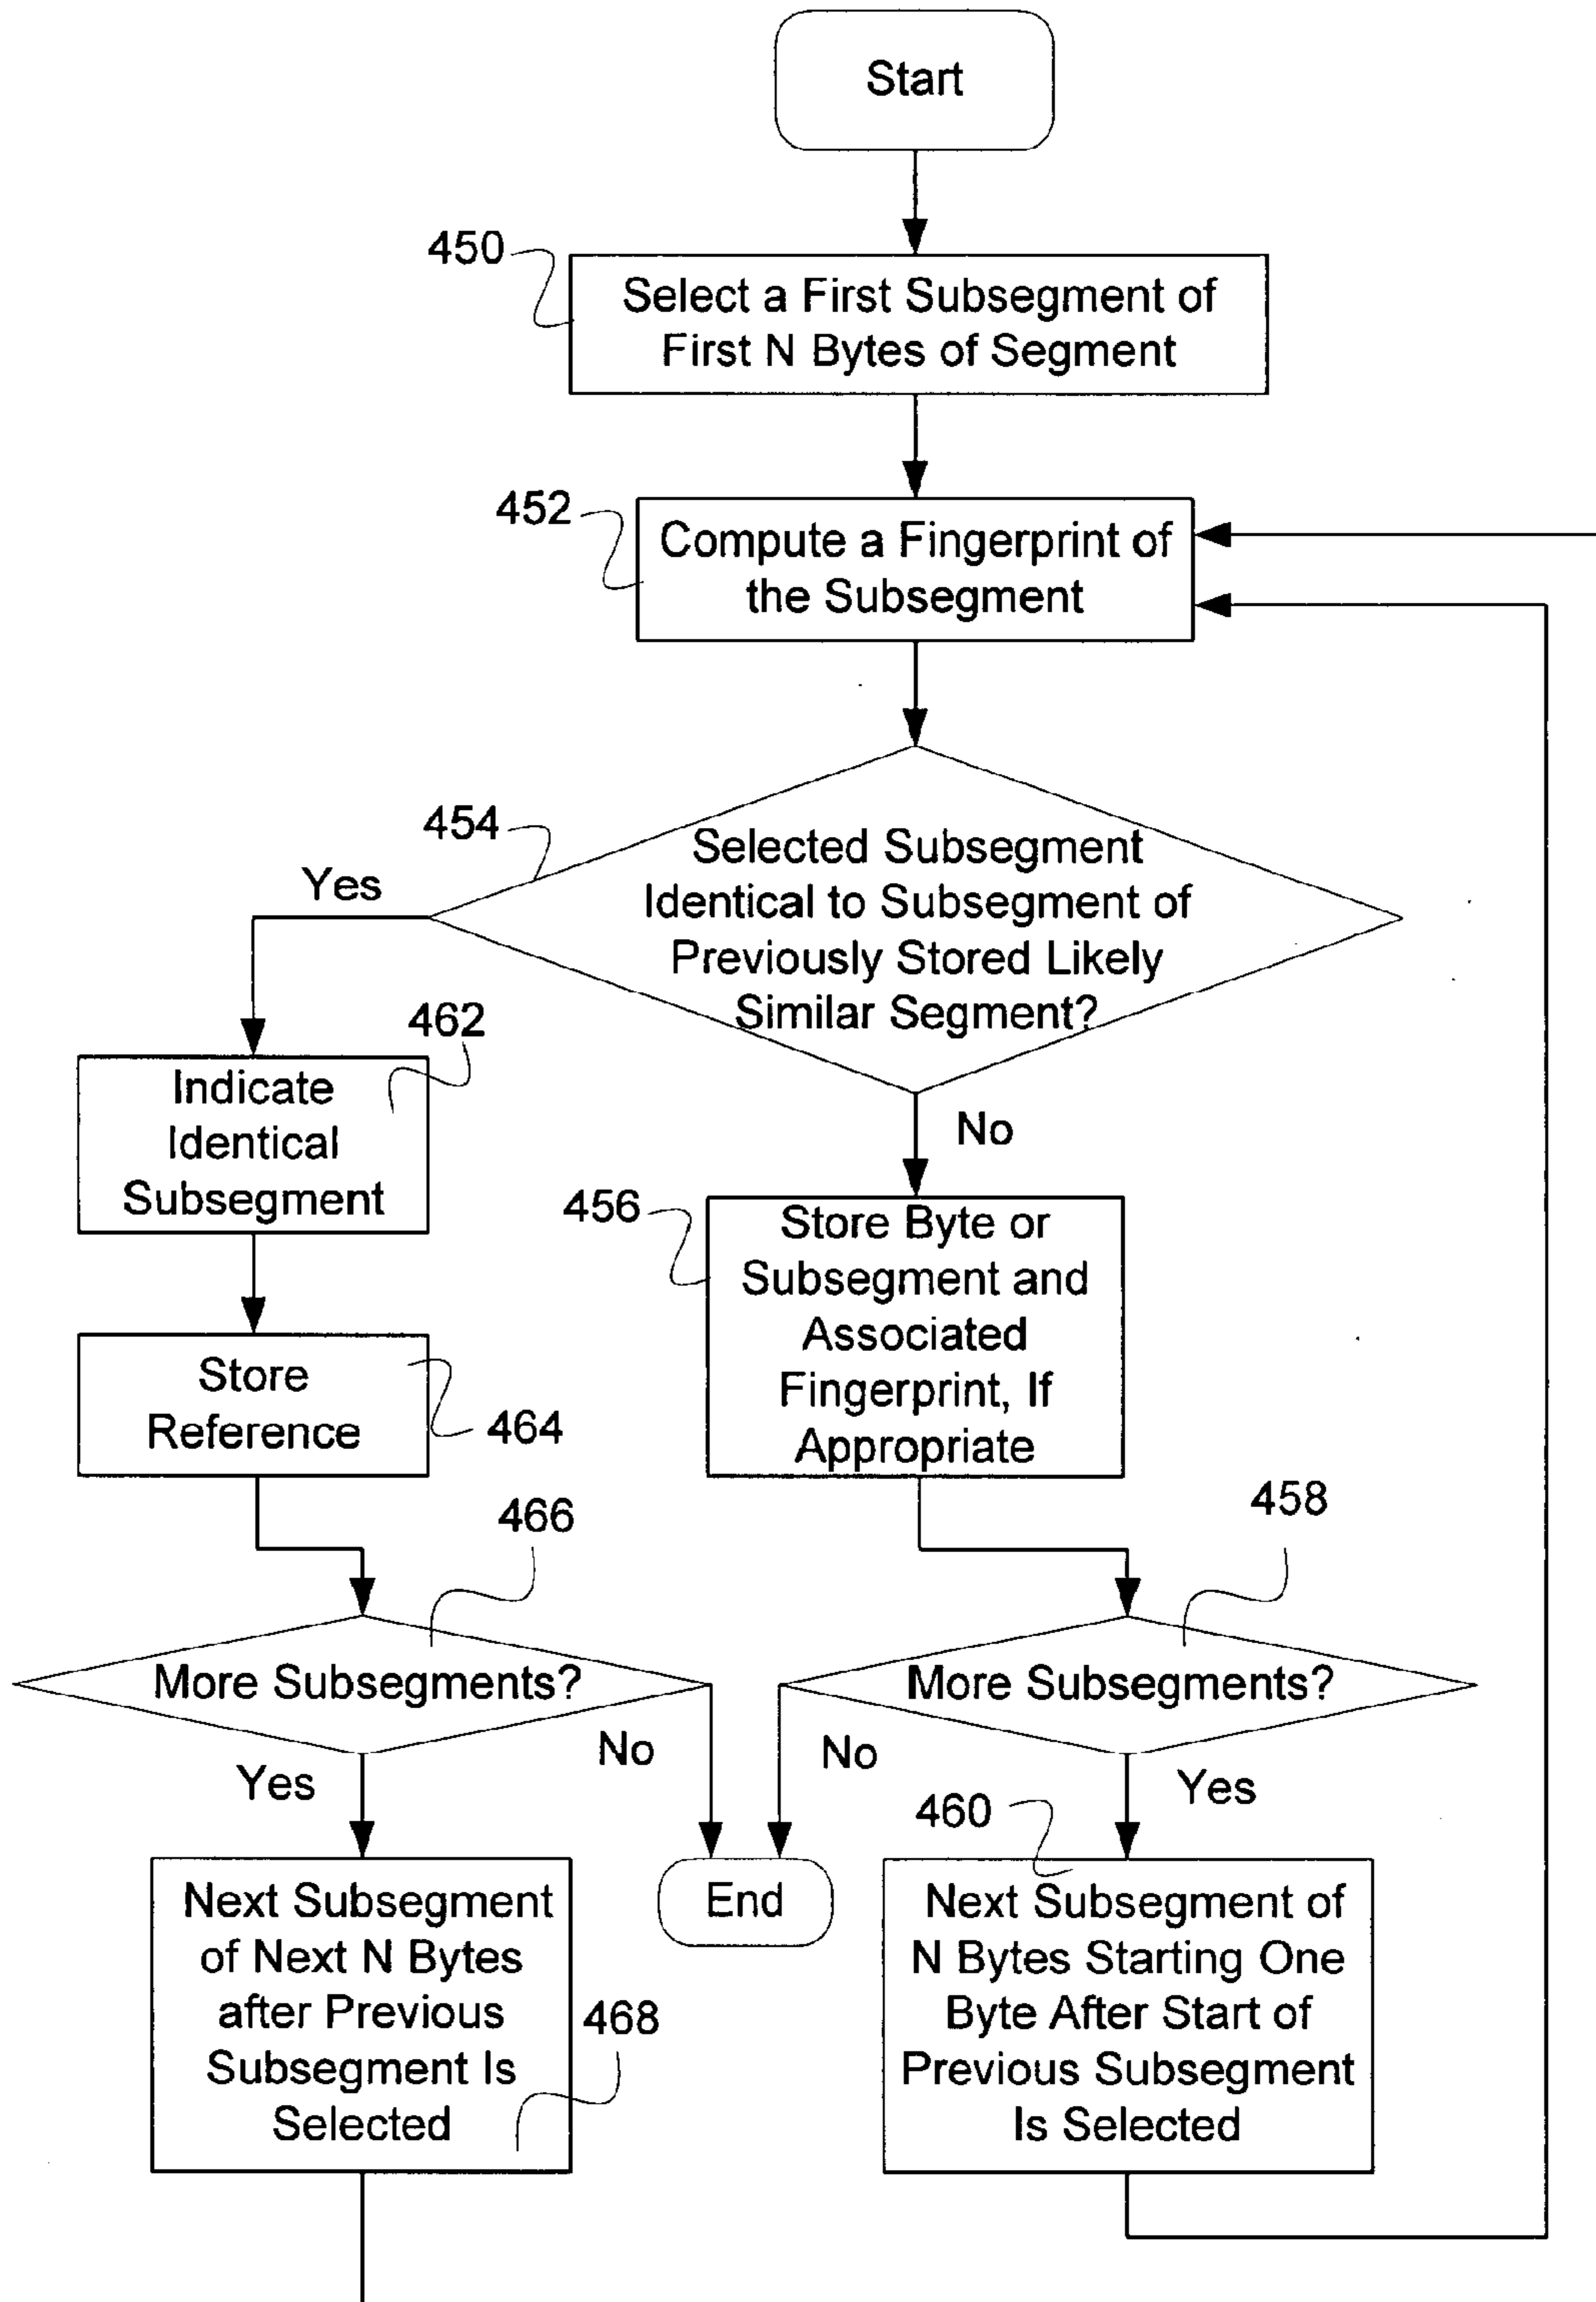 Start
450
Select a First Subsegment of
First N Bytes of Segment
452
Compute a Fingerprint of
the Subsegment
454
Selected Subsegment
Identical to Subsegment of
Previously Stored Likely
Similar Segment?
Yes
462
Indicate
Identical
Subsegment
No
456
Store Byte or
Subsegment and
Associated
Fingerprint, If
Appropriate
Store
Reference
464
466
458
More Subsegments?
More Subsegments?
No
No
Yes
Yes
460
Next Subsegment
of Next N Bytes
after Previous
Subsegment Is
Selected
468
End
Next Subsegment of
N Bytes Starting One
Byte After Start of
Previous Subsegment
Is Selected